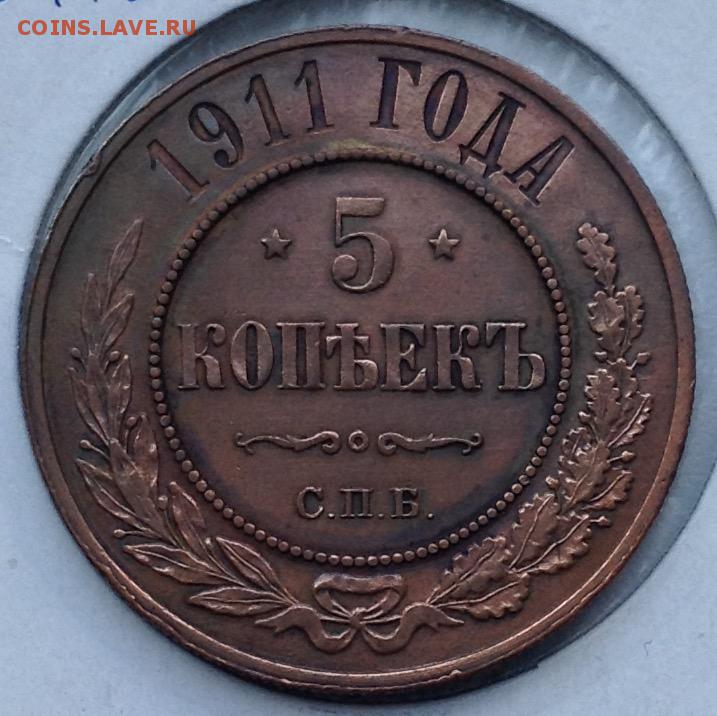 COINS.LAVE.RU
1911 ГОДА
5
КОПѢЕКЪ
С.П.Б.